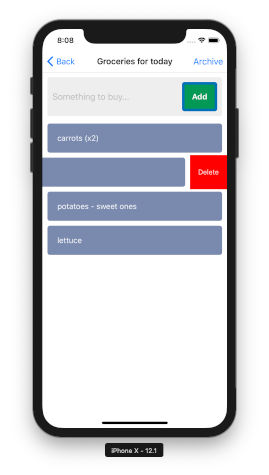 8:08
Back
Groceries for today
Archive
Something to buy...
Add
carrots (x2)
Delete
potatoes - sweet ones
lettuce
iPhone X - 12.1